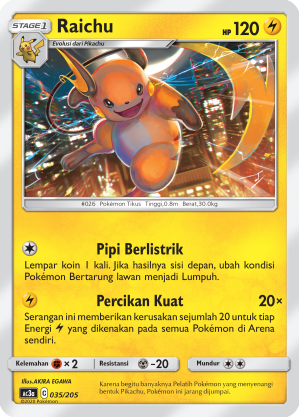 STAGE 1
Raichu
HP 120
Evolusi dari Pikachu
#026 Pokémon Tikus Tinggi,0.8m Berat,30.0kg
Pipi Berlistrik
Lempar koin 1 kali. Jika hasilnya sisi depan, ubah kondisi
Pokémon Bertarung lawan menjadi Lumpuh.
Percikan Kuat 20×
Serangan ini memberikan kerusakan sejumlah 20 untuk tiap
Energi yang dikenakan pada semua Pokémon di Arena
sendiri.
Kelemahan ×2 Resistansi -20 Mundur
Illus.AKIRA EGAWA
AC3a C 035/205
©2020 Pokémon
Karena begitu banyaknya Pelatih Pokémon yang menyenangi
bentuk Pikachu, Pokémon ini jarang dijumpai.